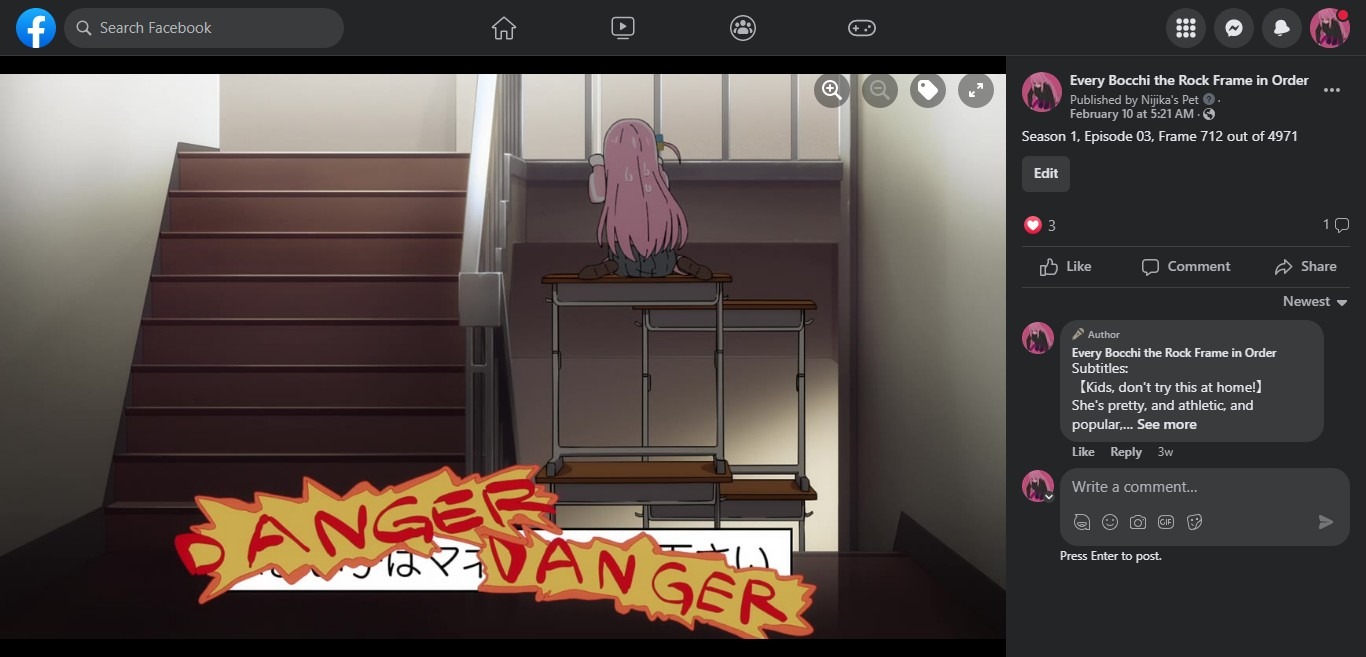 Search Facebook
DANGER
DANGER
はマネ
下さい
Every Bocchi the Rock Frame in Order
Published by Nijika's Pet ·
February 10 at 5:21 AM ·
Season 1, Episode 03, Frame 712 out of 4971
Edit
3
1
Like
Comment
Share
Newest
Author
Every Bocchi the Rock Frame in Order
Subtitles:
【Kids, don't try this at home!】
She's pretty, and athletic, and
popular,... See more
Like Reply 3w
Write a comment...
GIF
Press Enter to post.